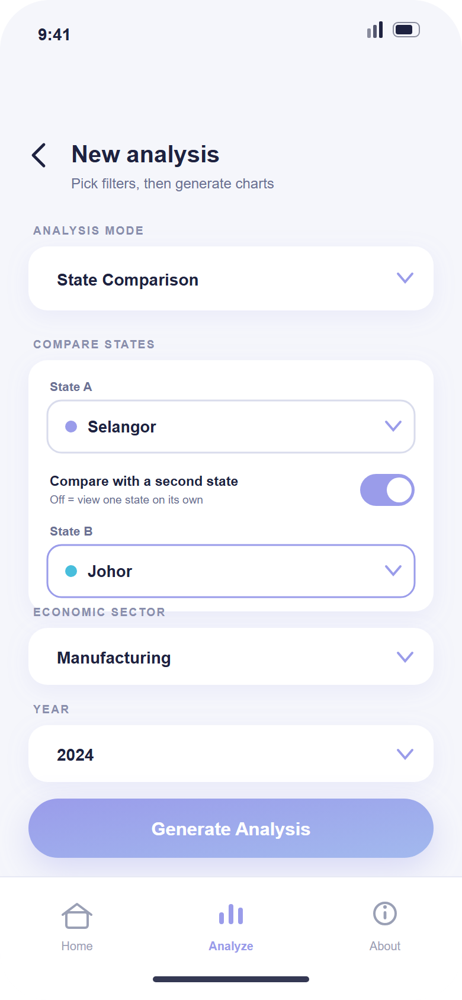 9:41
New analysis
Pick filters, then generate charts
ANALYSIS MODE
State Comparison
COMPARE STATES
State A
Selangor
Compare with a second state
Off = view one state on its own
State B
Johor
ECONOMIC SECTOR
Manufacturing
YEAR
2024
Generate Analysis
Home
Analyze
About